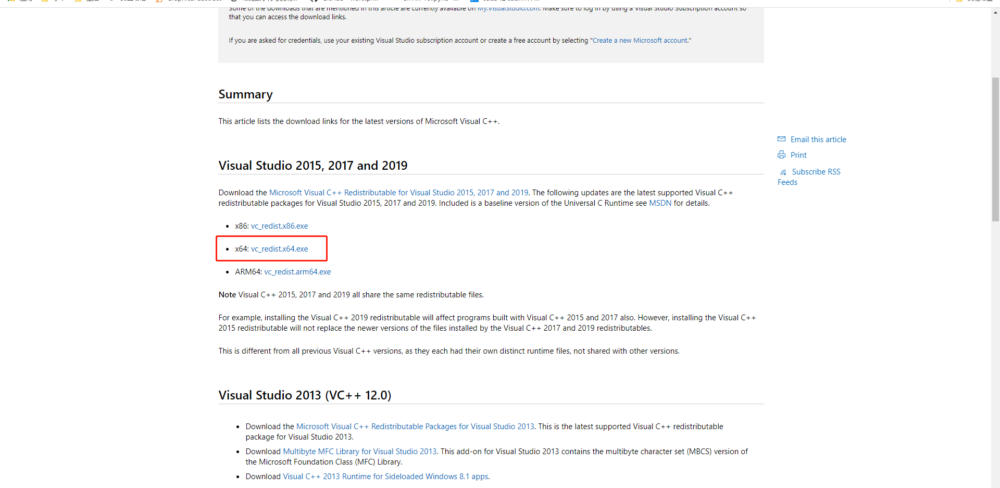 Some of the downloads that are mentioned in this article are currently available on My.VisualStudio.com. Make sure to log in by using a Visual Studio Subscription account so
that you can access the download links.
If you are asked for credentials, use your existing Visual Studio subscription account or create a free account by selecting "Create a new Microsoft account."
Summary
This article lists the download links for the latest versions of Microsoft Visual C++.
Email this article
Print
Subscribe RSS
Feeds
Visual Studio 2015, 2017 and 2019
Download the Microsoft Visual C++ Redistributable for Visual Studio 2015, 2017 and 2019. The following updates are the latest supported Visual C++
redistributable packages for Visual Studio 2015, 2017 and 2019. Included is a baseline version of the Universal C Runtime see MSDN for details.
• x86: vc_redist.x86.exe
• x64: vc_redist.x64.exe
• ARM64: vc_redist.arm64.exe
Note Visual C++ 2015, 2017 and 2019 all share the same redistributable files.
For example, installing the Visual C++ 2019 redistributable will affect programs built with Visual C++ 2015 and 2017 also. However, installing the Visual C++
2015 redistributable will not replace the newer versions of the files installed by the Visual C++ 2017 and 2019 redistributables.
This is different from all previous Visual C++ versions, as they each had their own distinct runtime files, not shared with other versions.
Visual Studio 2013 (VC++ 12.0)
• Download the Microsoft Visual C++ Redistributable Packages for Visual Studio 2013. This is the latest supported Visual C++ redistributable
package for Visual Studio 2013.
• Download Multibyte MFC Library for Visual Studio 2013. This add-on for Visual Studio 2013 contains the multibyte character set (MBCS) version of
the Microsoft Foundation Class (MFC) Library.
• Download Visual C++ 2013 Runtime for Sideloaded Windows 8.1 apps.